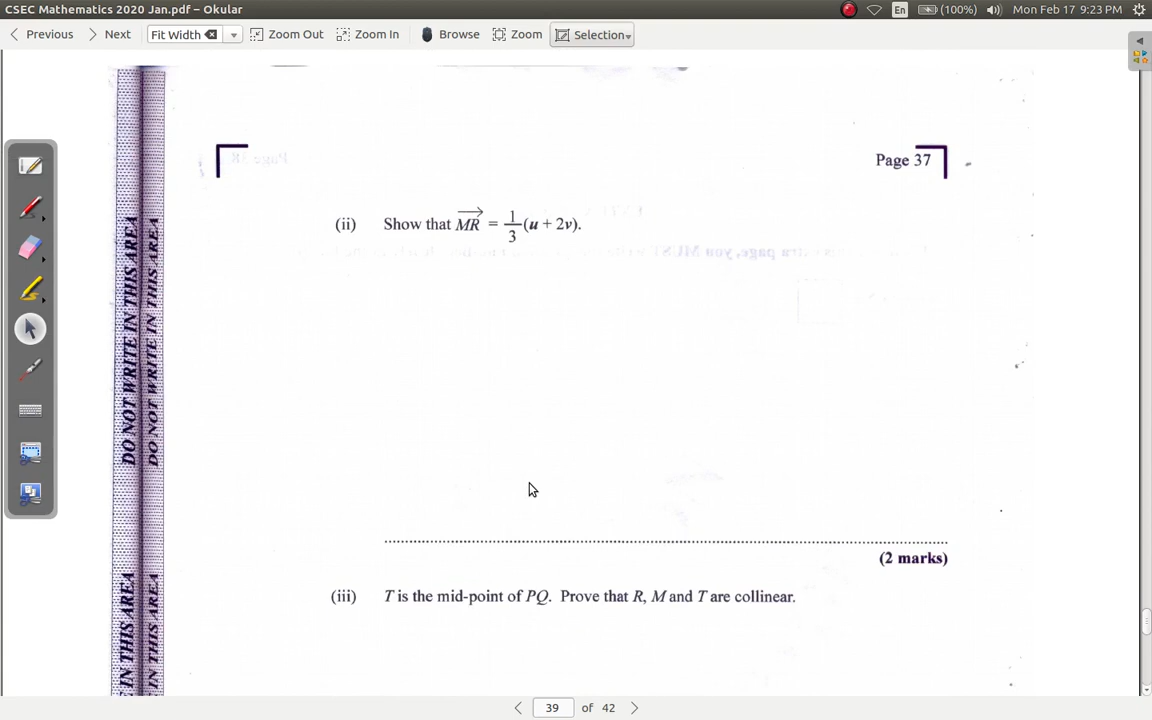 CSEC Mathematics 2020 Jan.pdf – Okular
En (100%) Mon Feb 17 9:23 PM
Previous Next Fit Width Zoom Out Zoom In Browse Zoom Selection
Page 37
(ii) Show that MR = 1/3 (u + 2v).
(2 marks)
(iii) T is the mid-point of PQ. Prove that R, M and T are collinear.
DO NOT WRITE IN THIS AREA
DO NOT WRITE IN THIS AREA
IN THIS AREA
IN THIS AREA
39 of 42